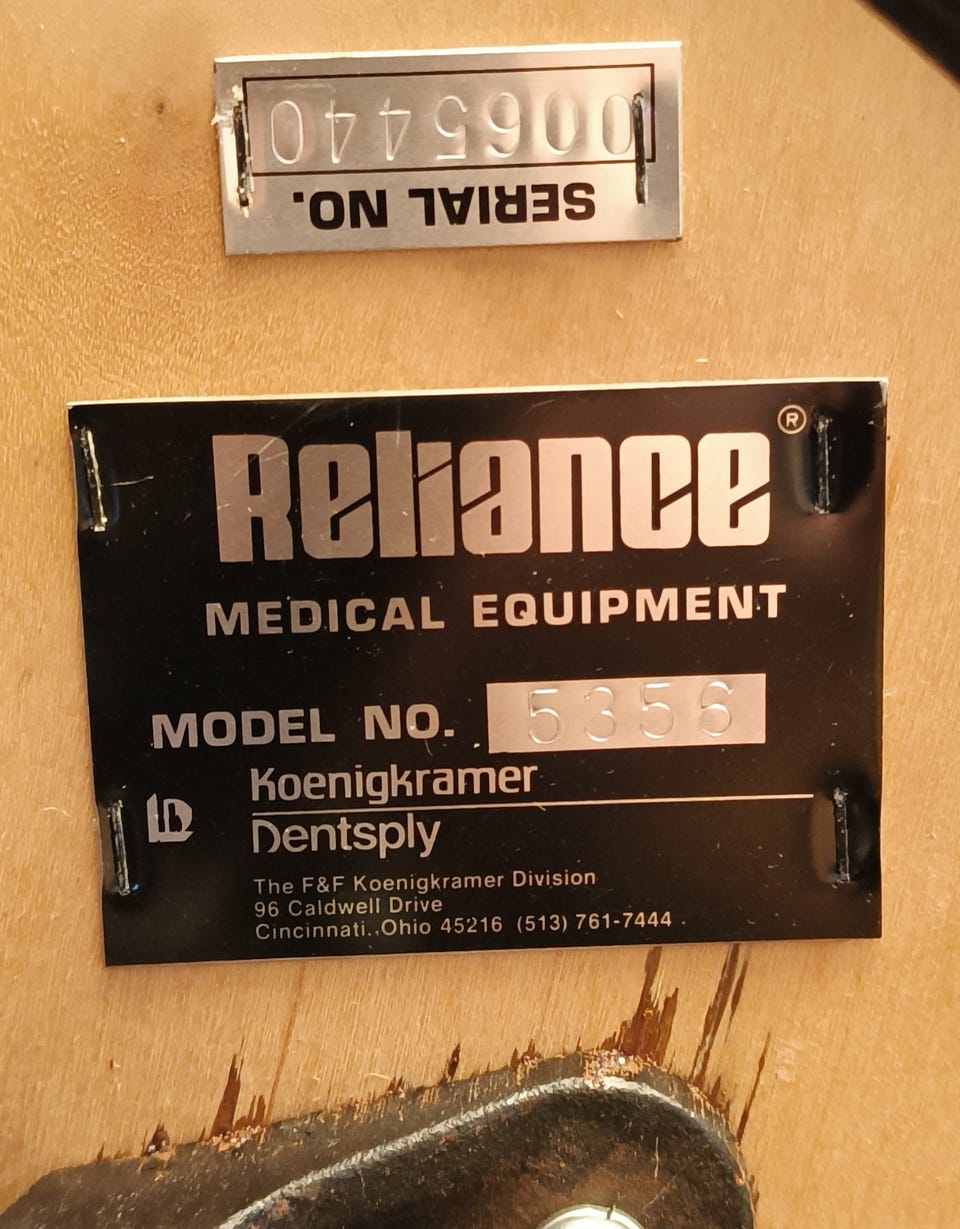 SERIAL NO.
0065440
Reliance®
MEDICAL EQUIPMENT
MODEL NO. 5356
Koenigkramer
Dentsply
The F&F Koenigkramer Division
96 Caldwell Drive
Cincinnati, Ohio 45216 (513) 761-7444